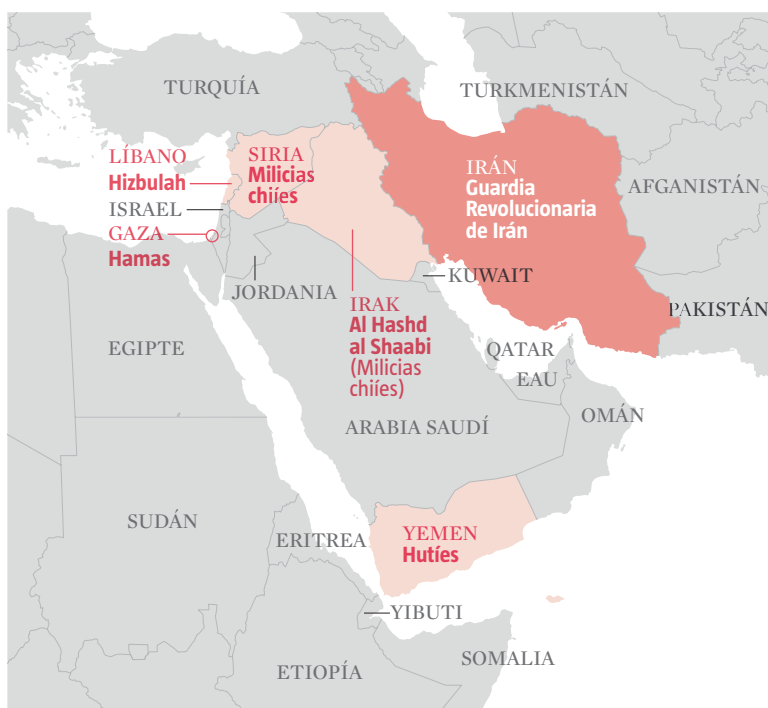 TURQUÍA
TURKMENISTÁN
LÍBANO
Hizbulah
SIRIA
Milicias
chiíes
IRÁN
Guardia
Revolucionaria
de Irán
AFGANISTÁN
ISRAEL
GAZA
Hamas
JORDANIA
KUWAIT
IRAK
Al Hashd
al Shaabi
(Milicias
chiíes)
PAKISTÁN
EGIPTE
QATAR
EAU
OMÁN
ARABIA SAUDÍ
SUDÁN
ERITREA
YEMEN
Hutíes
YIBUTI
ETIOPÍA
SOMALIA